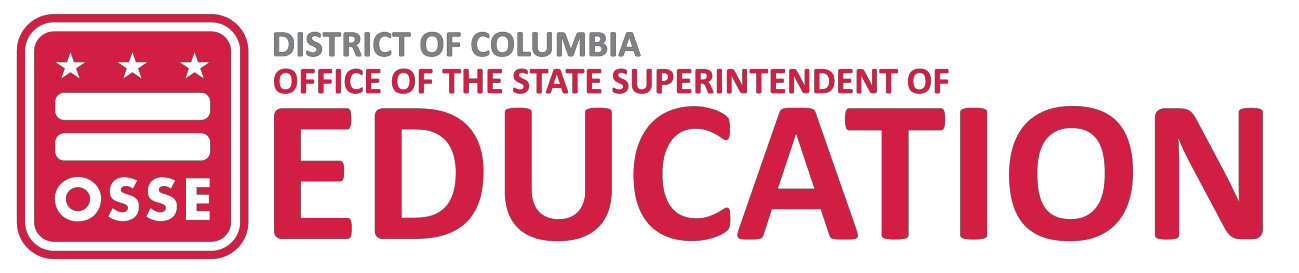 OSSE
DISTRICT OF COLUMBIA
OFFICE OF THE STATE SUPERINTENDENT OF
EDUCATION